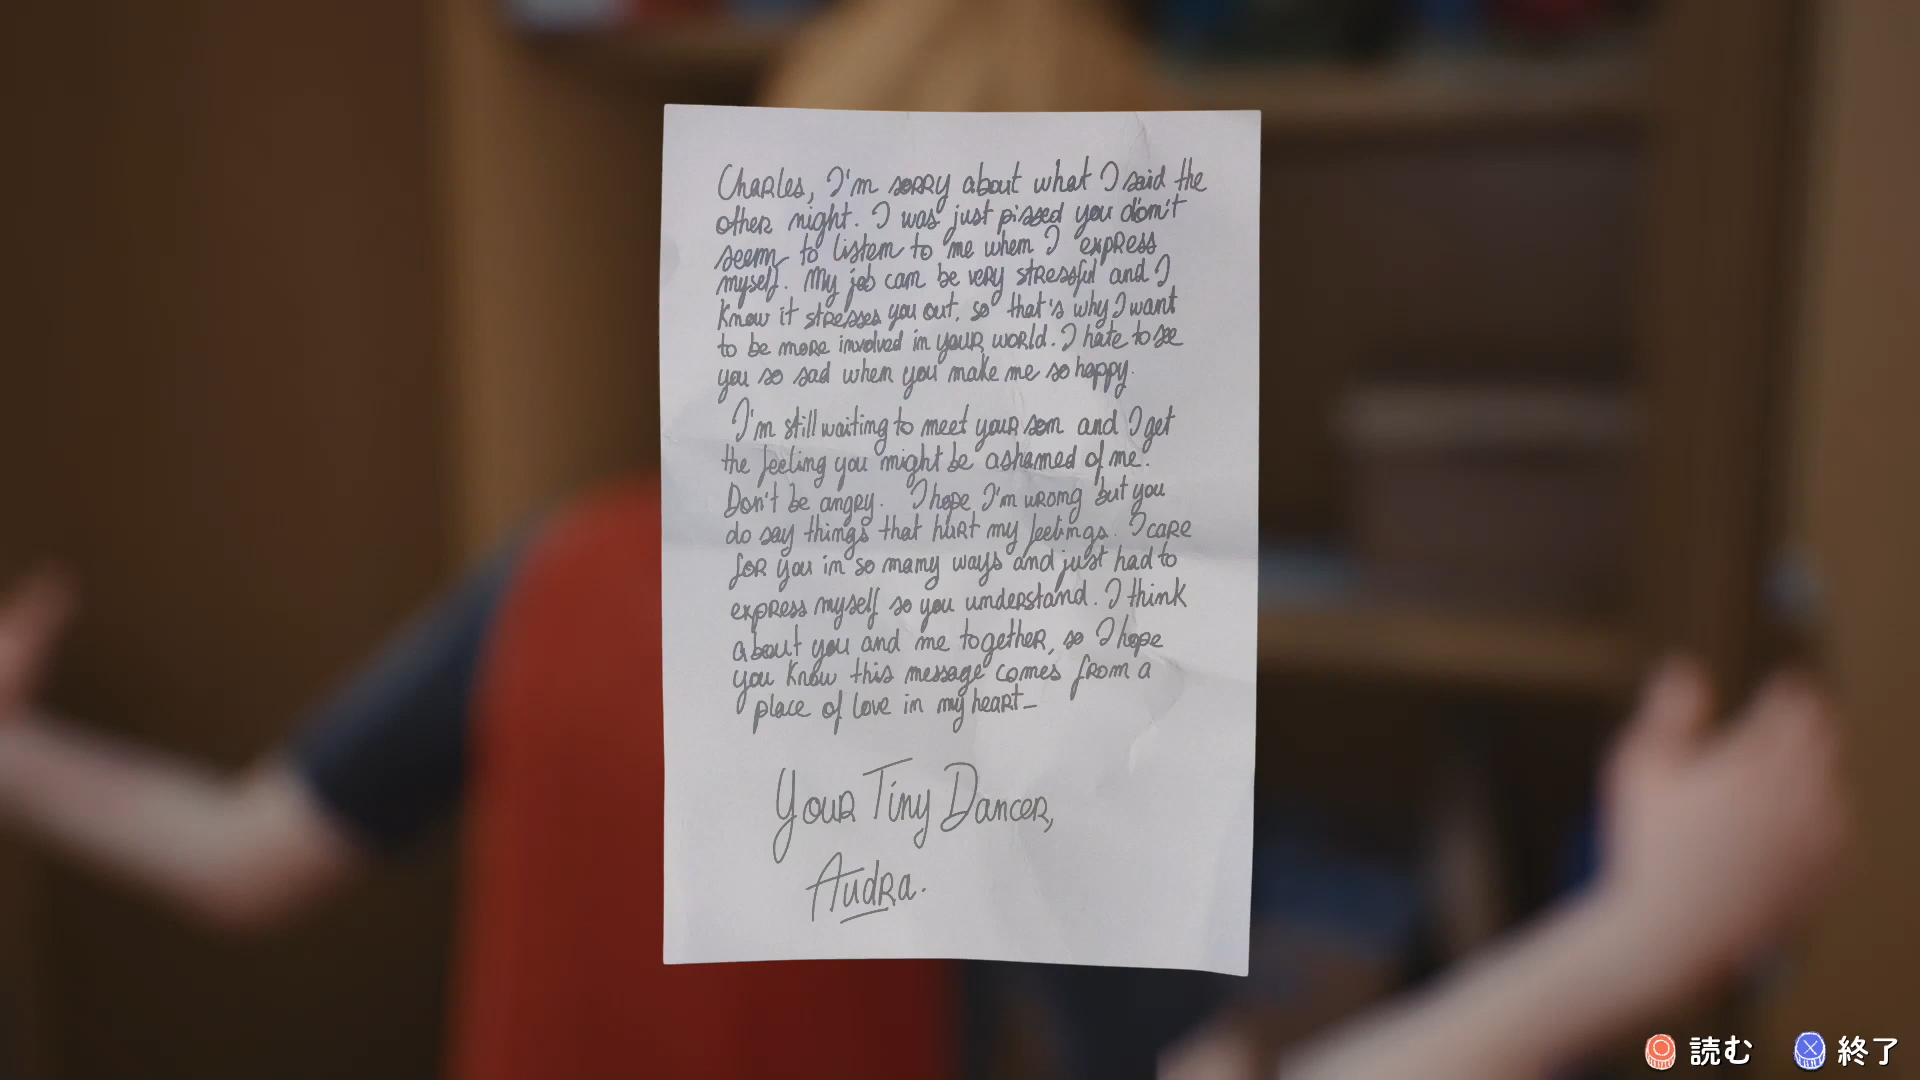 Charles, I'm sorry about what I said the
other night. I was just pissed you don't
seem to listen to me when I express
myself. My job can be very stressful and I
know it stresses you out, so that's why I want
to be more involved in your world. I hate to see
you so sad when you make me so happy.
I'm still waiting to meet your son and I get
the feeling you might be ashamed of me.
Don't be angry. I hope I'm wrong but you
do say things that hurt my feelings. I care
for you in so many ways and just had to
express myself so you understand. I think
about you and me together, so I hope
you know this message comes from a
place of love in my heart_
Your Tiny Dancer,
Audra.
読む 終了